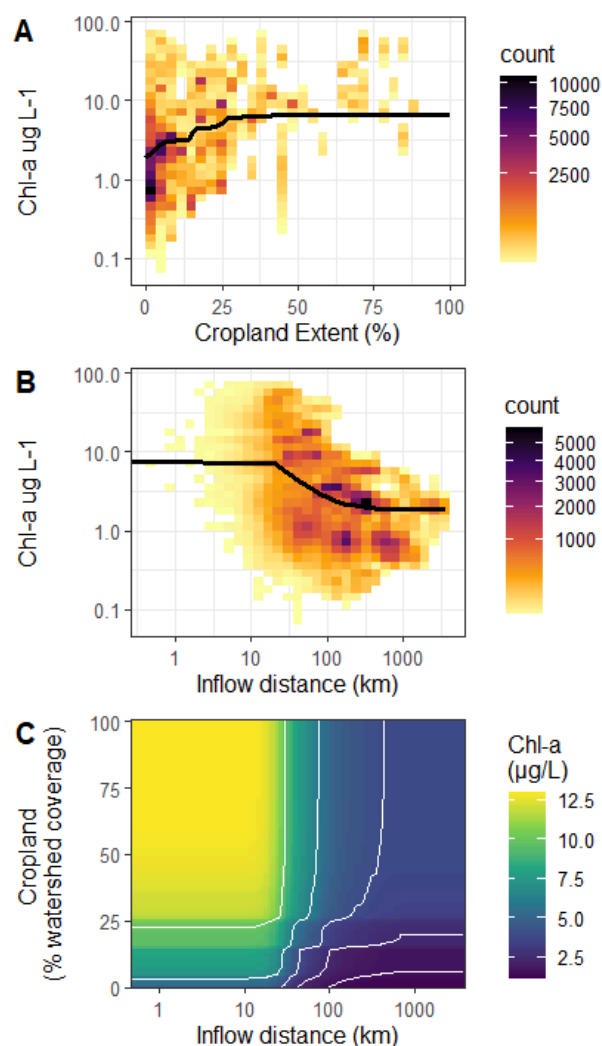 A
100.0
10.0
1.0
0.1
Chl-a ug L-1
0 25 50 75 100
Cropland Extent (%)
count
10000
7500
5000
2500
B
100.0
10.0
1.0
0.1
Chl-a ug L-1
1 10 100 1000
Inflow distance (km)
count
5000
4000
3000
2000
1000
C
100
75
50
25
0
Cropland
(% watershed coverage)
1 10 100 1000
Inflow distance (km)
Chl-a
(µg/L)
12.5
10.0
7.5
5.0
2.5